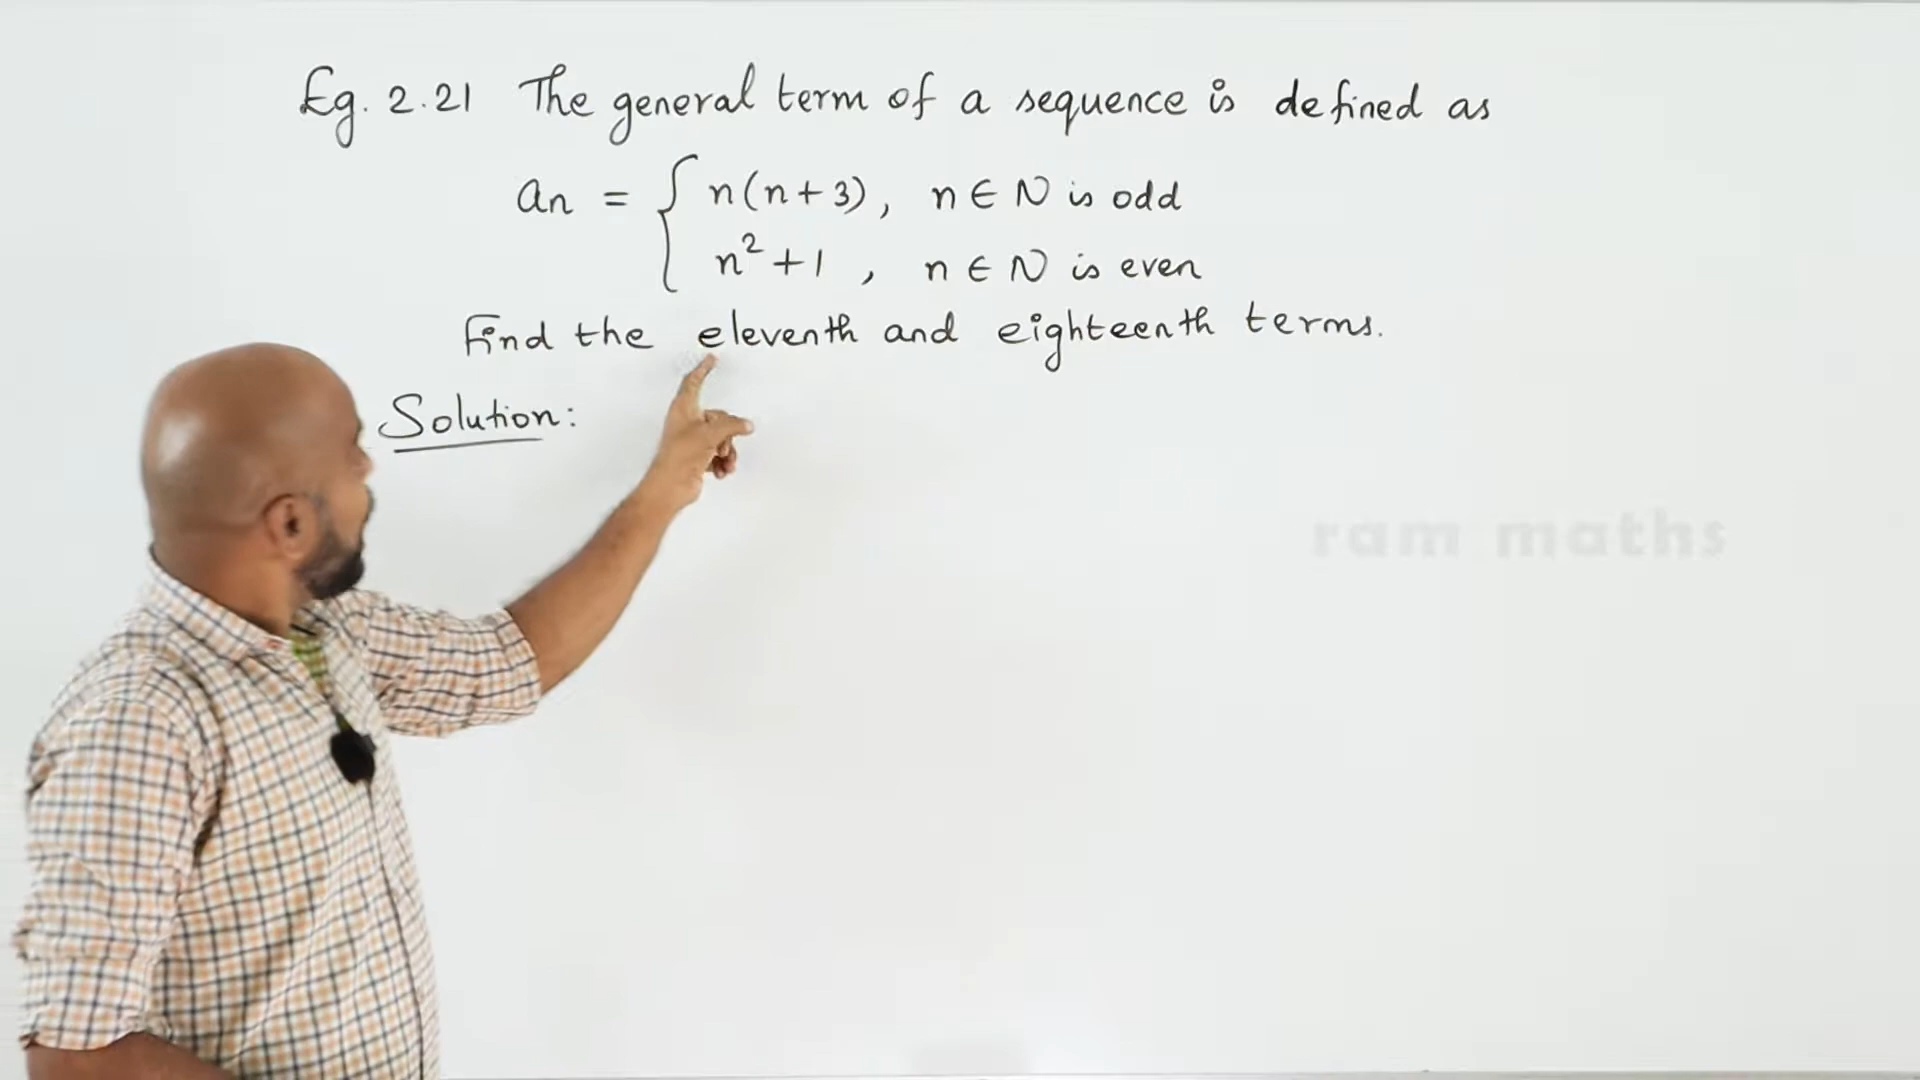 Eg. 2.21 The general term of a sequence is defined as
an = { n(n+3), n ∈ N is odd
n²+1 , n ∈ N is even
Find the eleventh and eighteenth terms.
Solution:
ram maths